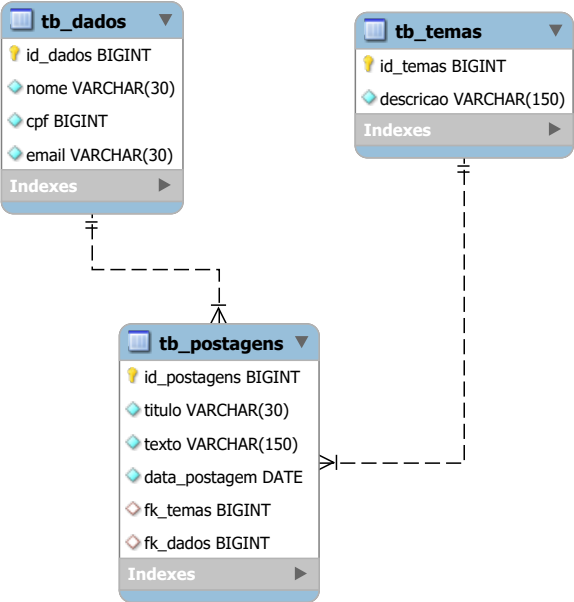 tb_dados
id_dados BIGINT
nome VARCHAR(30)
cpf BIGINT
email VARCHAR(30)
Indexes
tb_temas
id_temas BIGINT
descricao VARCHAR(150)
Indexes
tb_postagens
id_postagens BIGINT
titulo VARCHAR(30)
texto VARCHAR(150)
data_postagem DATE
fk_temas BIGINT
fk_dados BIGINT
Indexes